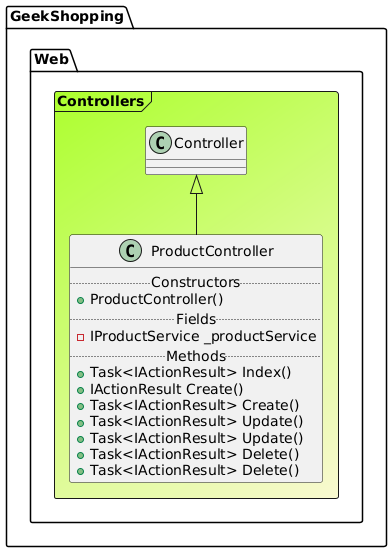 GeekShopping
Web
Controllers
C Controller
C ProductController
Constructors
ProductController()
Fields
IProductService _productService
Methods
Task<IActionResult> Index()
IActionResult Create()
Task<IActionResult> Create()
Task<IActionResult> Update()
Task<IActionResult> Update()
Task<IActionResult> Delete()
Task<IActionResult> Delete()